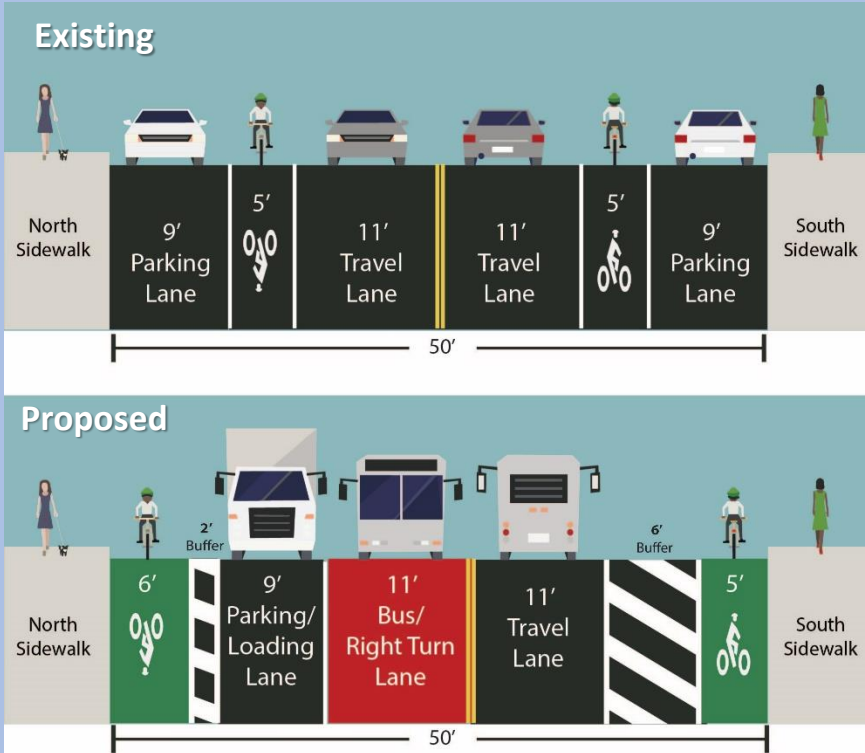 Existing
North
Sidewalk
9’
Parking
Lane
5’
11’
Travel
Lane
11’
Travel
Lane
5’
9’
Parking
Lane
South
Sidewalk
50’
Proposed
North
Sidewalk
6’
2’
Buffer
9’
Parking/
Loading
Lane
11’
Bus/
Right Turn
Lane
11’
Travel
Lane
6’
Buffer
5’
South
Sidewalk
50’